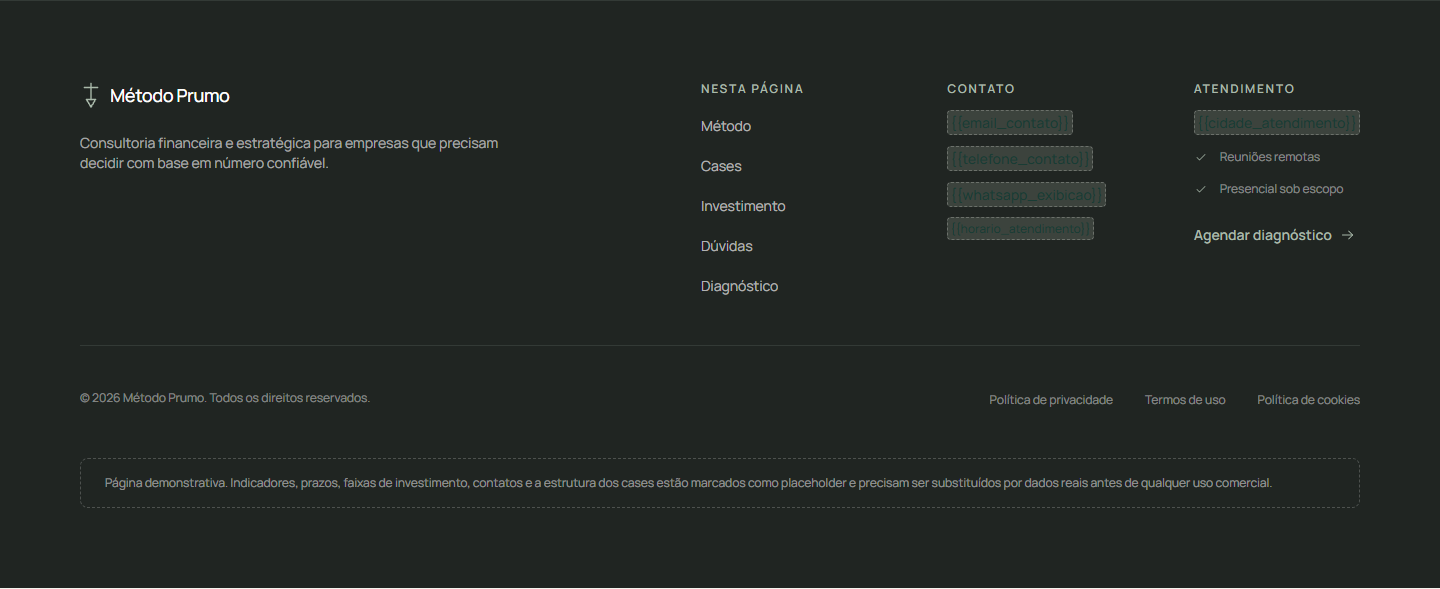 Método Prumo
Consultoria financeira e estratégica para empresas que precisam
decidir com base em número confiável.
NESTA PÁGINA
Método
Cases
Investimento
Dúvidas
Diagnóstico
CONTATO
{{email_contato}}
{{telefone_contato}}
{{whatsapp_exibicao}}
{{horario_atendimento}}
ATENDIMENTO
{{cidade_atendimento}}
Reuniões remotas
Presencial sob escopo
Agendar diagnóstico →
© 2026 Método Prumo. Todos os direitos reservados.
Política de privacidade Termos de uso Política de cookies
Página demonstrativa. Indicadores, prazos, faixas de investimento, contatos e a estrutura dos cases estão marcados como placeholder e precisam ser substituídos por dados reais antes de qualquer uso comercial.